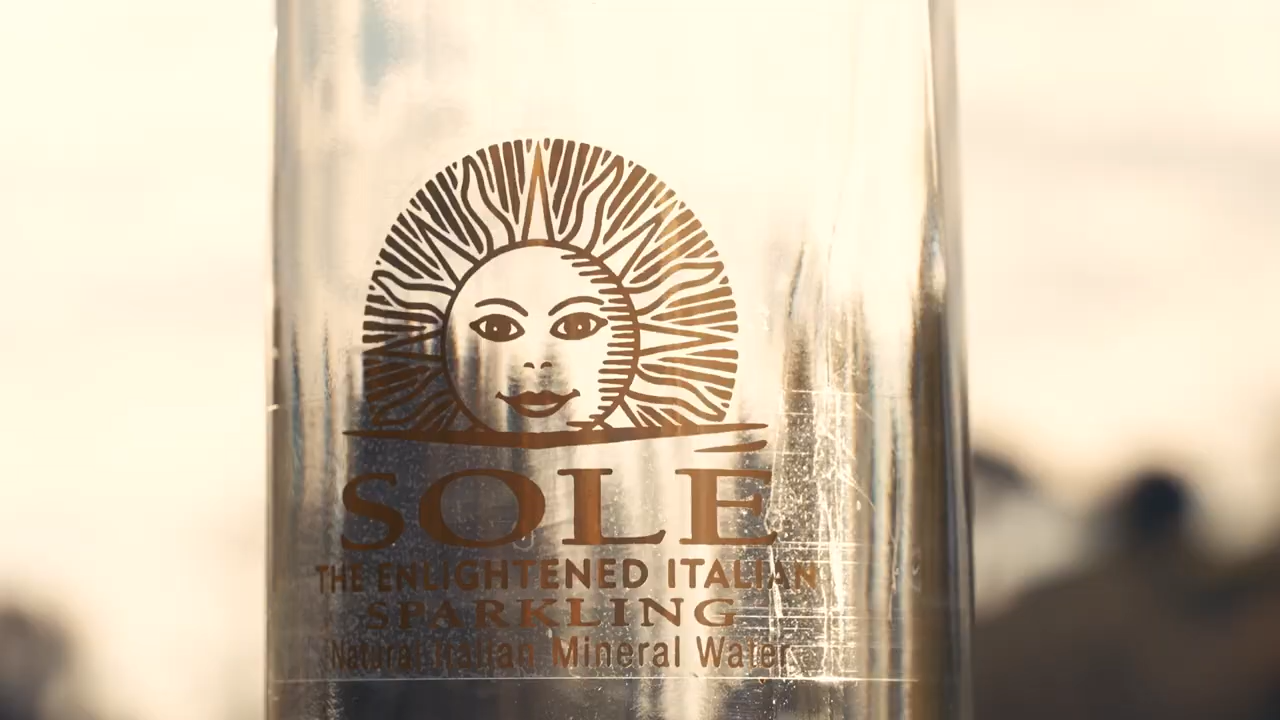 SOLÉ
THE ENLIGHTENED ITALIAN
SPARKLING
Natural Italian Mineral Water